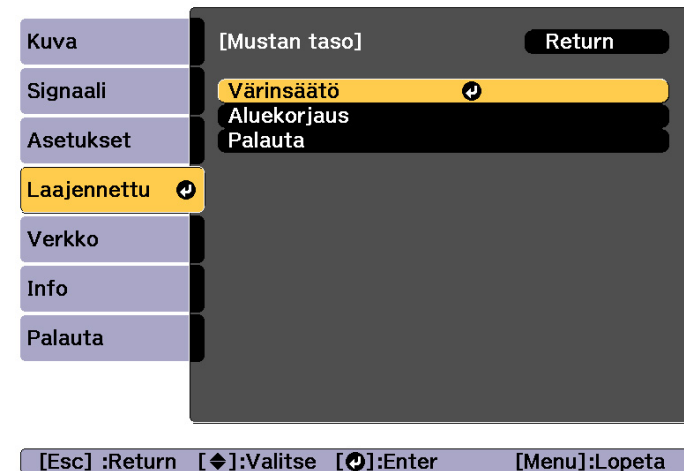 Kuva
Signaali
Asetukset
Laajennettu
Verkko
Info
Palauta
[Mustan taso] Return
Värinsäätö
Aluekorjaus
Palauta
[Esc] :Return [◆]:Valitse [⏎]:Enter [Menu]:Lopeta